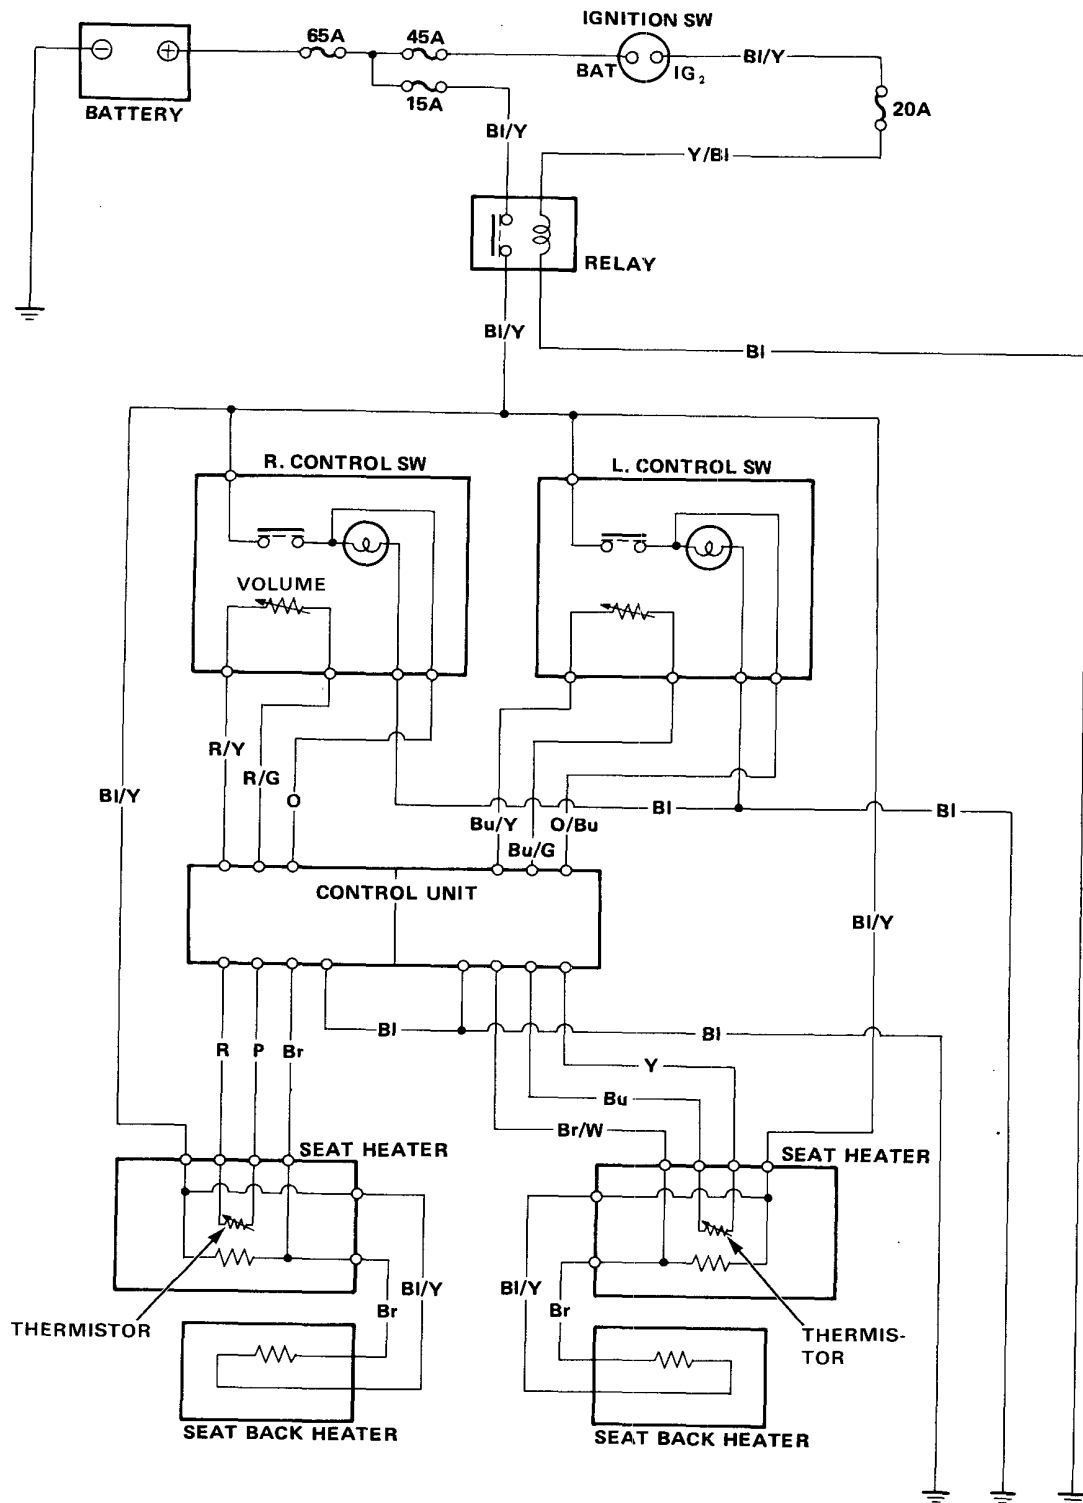 IGNITION SW
65A
45A
BAT
IG2
Bl/Y
BATTERY
15A
20A
Bl/Y
Y/Bl
RELAY
Bl/Y
Bl
R. CONTROL SW
L. CONTROL SW
VOLUME
R/Y
R/G
Bl/Y
O
Bl
Bl
Bu/Y
O/Bu
Bu/G
CONTROL UNIT
Bl/Y
Bl
Bl
R
P
Br
Y
Bu
Br/W
SEAT HEATER
SEAT HEATER
Bl/Y
Bl/Y
Br
Br
THERMISTOR
THERMIS-
TOR
SEAT BACK HEATER
SEAT BACK HEATER